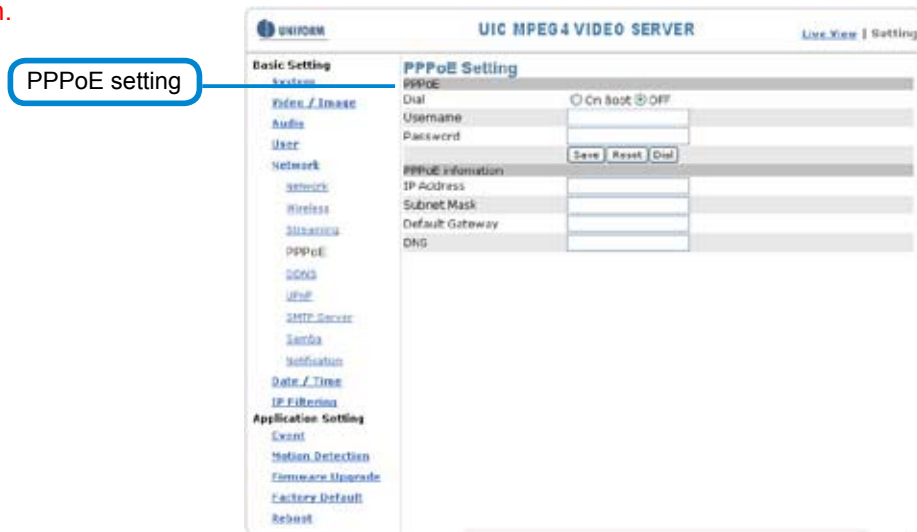 n.
UNIFORM
UIC MPEG4 VIDEO SERVER
Live View | Setting
PPPoE setting
Basic Setting
System
Video / Image
Audio
User
Network
Network
Wireless
Streaming
PPPoE
DDNS
UPnP
SMTP Server
Samba
Notification
Date / Time
IP Filtering
Application Setting
Event
Motion Detection
Firmware Upgrade
Factory Default
Reboot
PPPoE Setting
PPPoE
Dial On Boot OFF
Username
Password
Save Reset Dial
PPPoE infomation
IP Address
Subnet Mask
Default Gateway
DNS